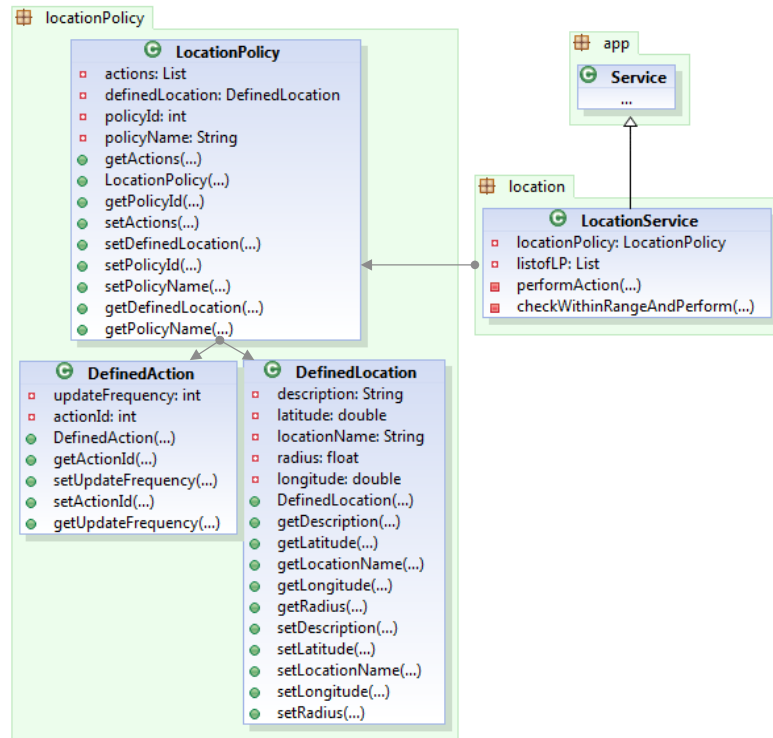 locationPolicy
LocationPolicy
actions: List
definedLocation: DefinedLocation
policyId: int
policyName: String
getActions(...)
LocationPolicy(...)
getPolicyId(...)
setActions(...)
setDefinedLocation(...)
setPolicyId(...)
setPolicyName(...)
getDefinedLocation(...)
getPolicyName(...)
DefinedAction
updateFrequency: int
actionId: int
DefinedAction(...)
getActionId(...)
setUpdateFrequency(...)
setActionId(...)
getUpdateFrequency(...)
DefinedLocation
description: String
latitude: double
locationName: String
radius: float
longitude: double
DefinedLocation(...)
getDescription(...)
getLatitude(...)
getLocationName(...)
getLongitude(...)
getRadius(...)
setDescription(...)
setLatitude(...)
setLocationName(...)
setLongitude(...)
setRadius(...)
app
Service
...
location
LocationService
locationPolicy: LocationPolicy
listofLP: List
performAction(...)
checkWithinRangeAndPerform(...)